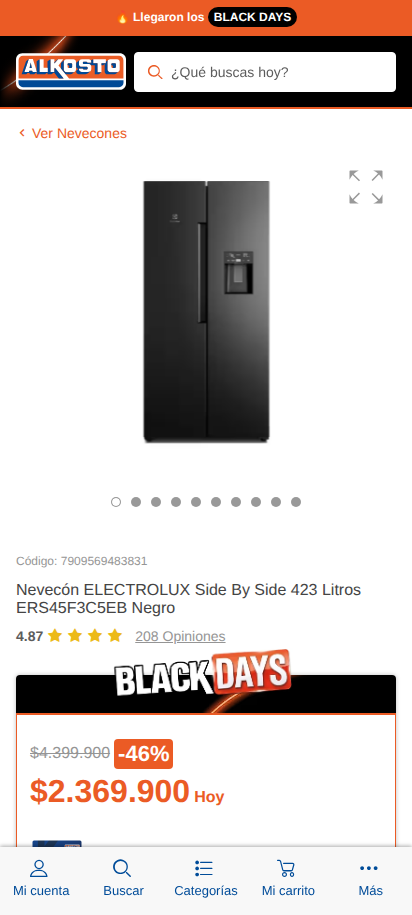 🔥 Llegaron los BLACK DAYS
ALKOSTO
¿Qué buscas hoy?
Ver Nevecones
Código: 7909569483831
Nevecón ELECTROLUX Side By Side 423 Litros
ERS45F3C5EB Negro
4.87 208 Opiniones
BLACK DAYS
$4.399.900 -46%
$2.369.900 Hoy
Mi cuenta Buscar Categorías Mi carrito Más